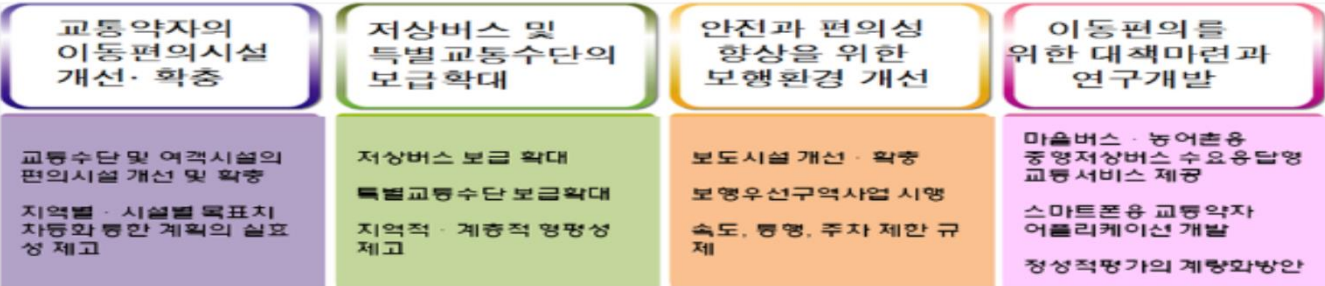 교통약자의
이동편의시설
개선· 확충
저상버스 및
특별교통수단의
보급확대
안전과 편의성
향상을 위한
보행환경 개선
이동편의를
위한 대책마련과
연구개발
교통수단 및 여객시설의
편의시설 개선 및 확충
지역별 · 시설별 목표치
차등화 통한 계획의 실효
성 제고
저상버스 보급 확대
특별교통수단 보급확대
지역적 · 계층적 형평성
제고
보도시설 개선 · 확충
보행우선구역사업 시행
속도, 통행, 주차 제한 규
제
마을버스 · 농어촌용
중형저상버스 수요응답형
교통서비스 제공
스마트폰용 교통약자
어플리케이션 개발
정성적평가의 계량화방안